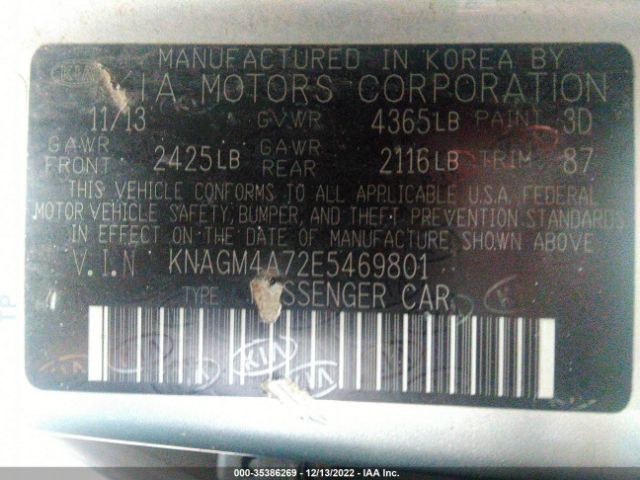 MANUFACTURED IN KOREA BY
KIA MOTORS CORPORATION
11/13 GVWR 4365LB PAINT 3D
GAWR FRONT 2425LB GAWR REAR 2116LB TRIM 87
THIS VEHICLE CONFORMS TO ALL APPLICABLE U.S.A. FEDERAL
MOTOR VEHICLE SAFETY, BUMPER, AND THEFT PREVENTION STANDARDS
IN EFFECT ON THE DATE OF MANUFACTURE SHOWN ABOVE
V.I.N KNAGM4A72E5469801
TYPE PASSENGER CAR
KIA
TP
000-35386269 - 12/13/2022 - IAA Inc.